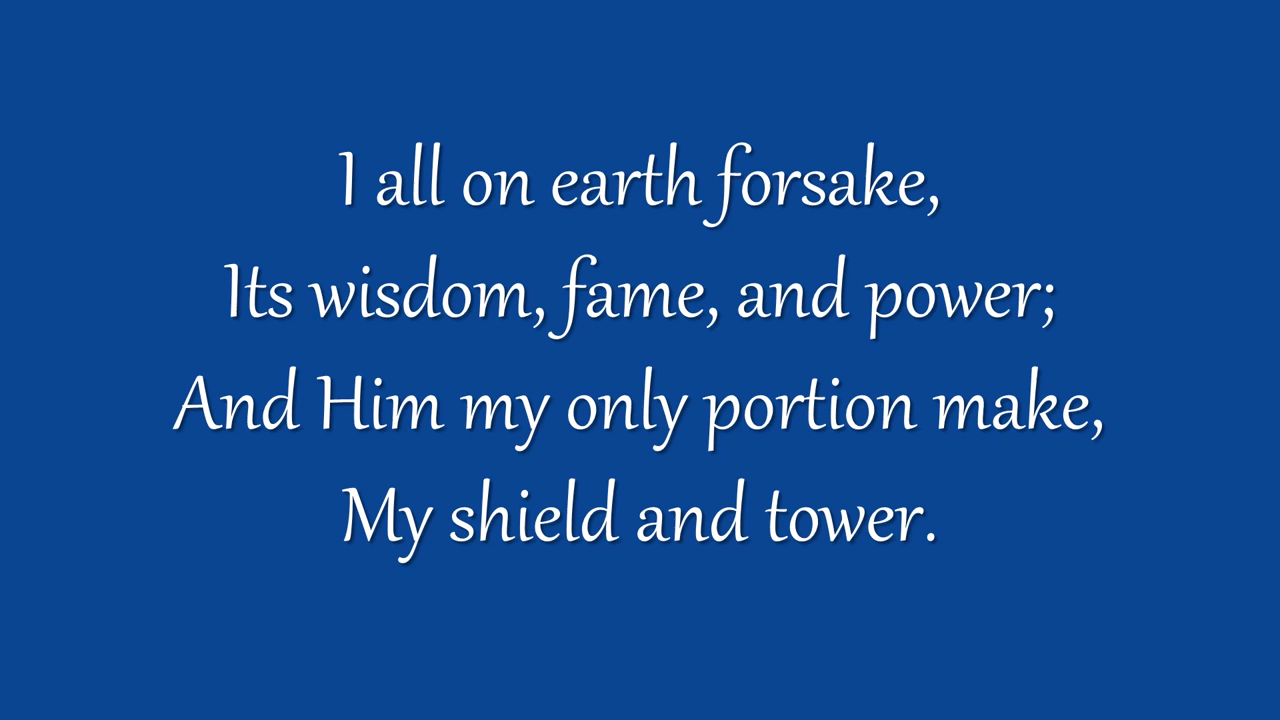 I all on earth forsake,
Its wisdom, fame, and power;
And Him my only portion make,
My shield and tower.